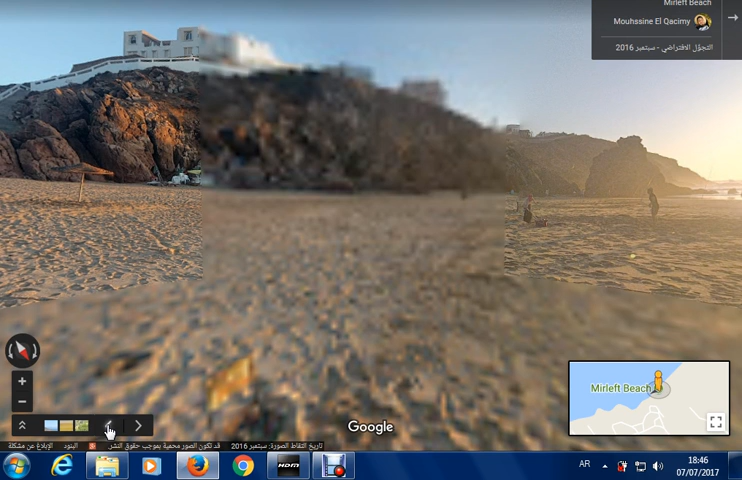 Mirleft Beach
Mouhssine El Qacimy
التجوّل الافتراضي - سبتمبر 2016
Mirleft Beach
Google
تاريخ التقاط الصورة: سبتمبر 2016 قد تكون الصور محمية بموجب حقوق النشر البنود الإبلاغ عن مشكلة
HDM
AR
18:46
07/07/2017